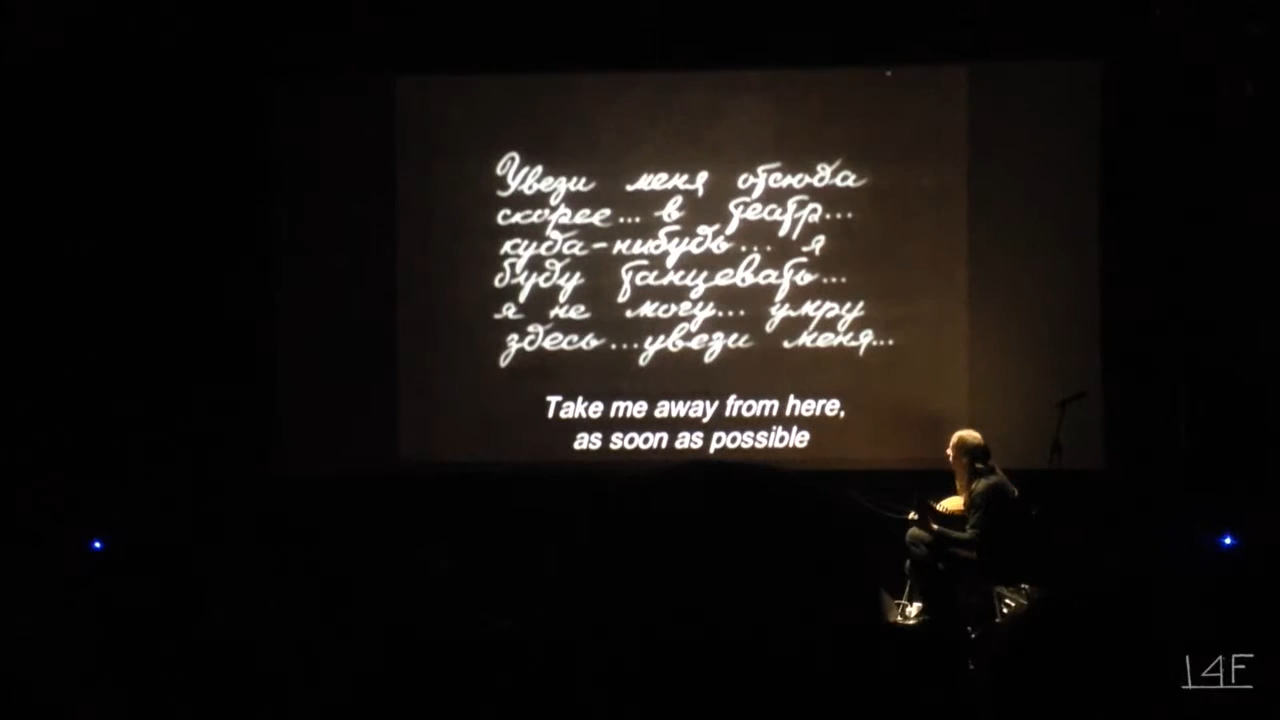 Увези меня отсюда
скорее... в театр...
куда-нибудь... я
буду танцевать...
я не могу... умру
здесь...увези меня...
Take me away from here,
as soon as possible
14F